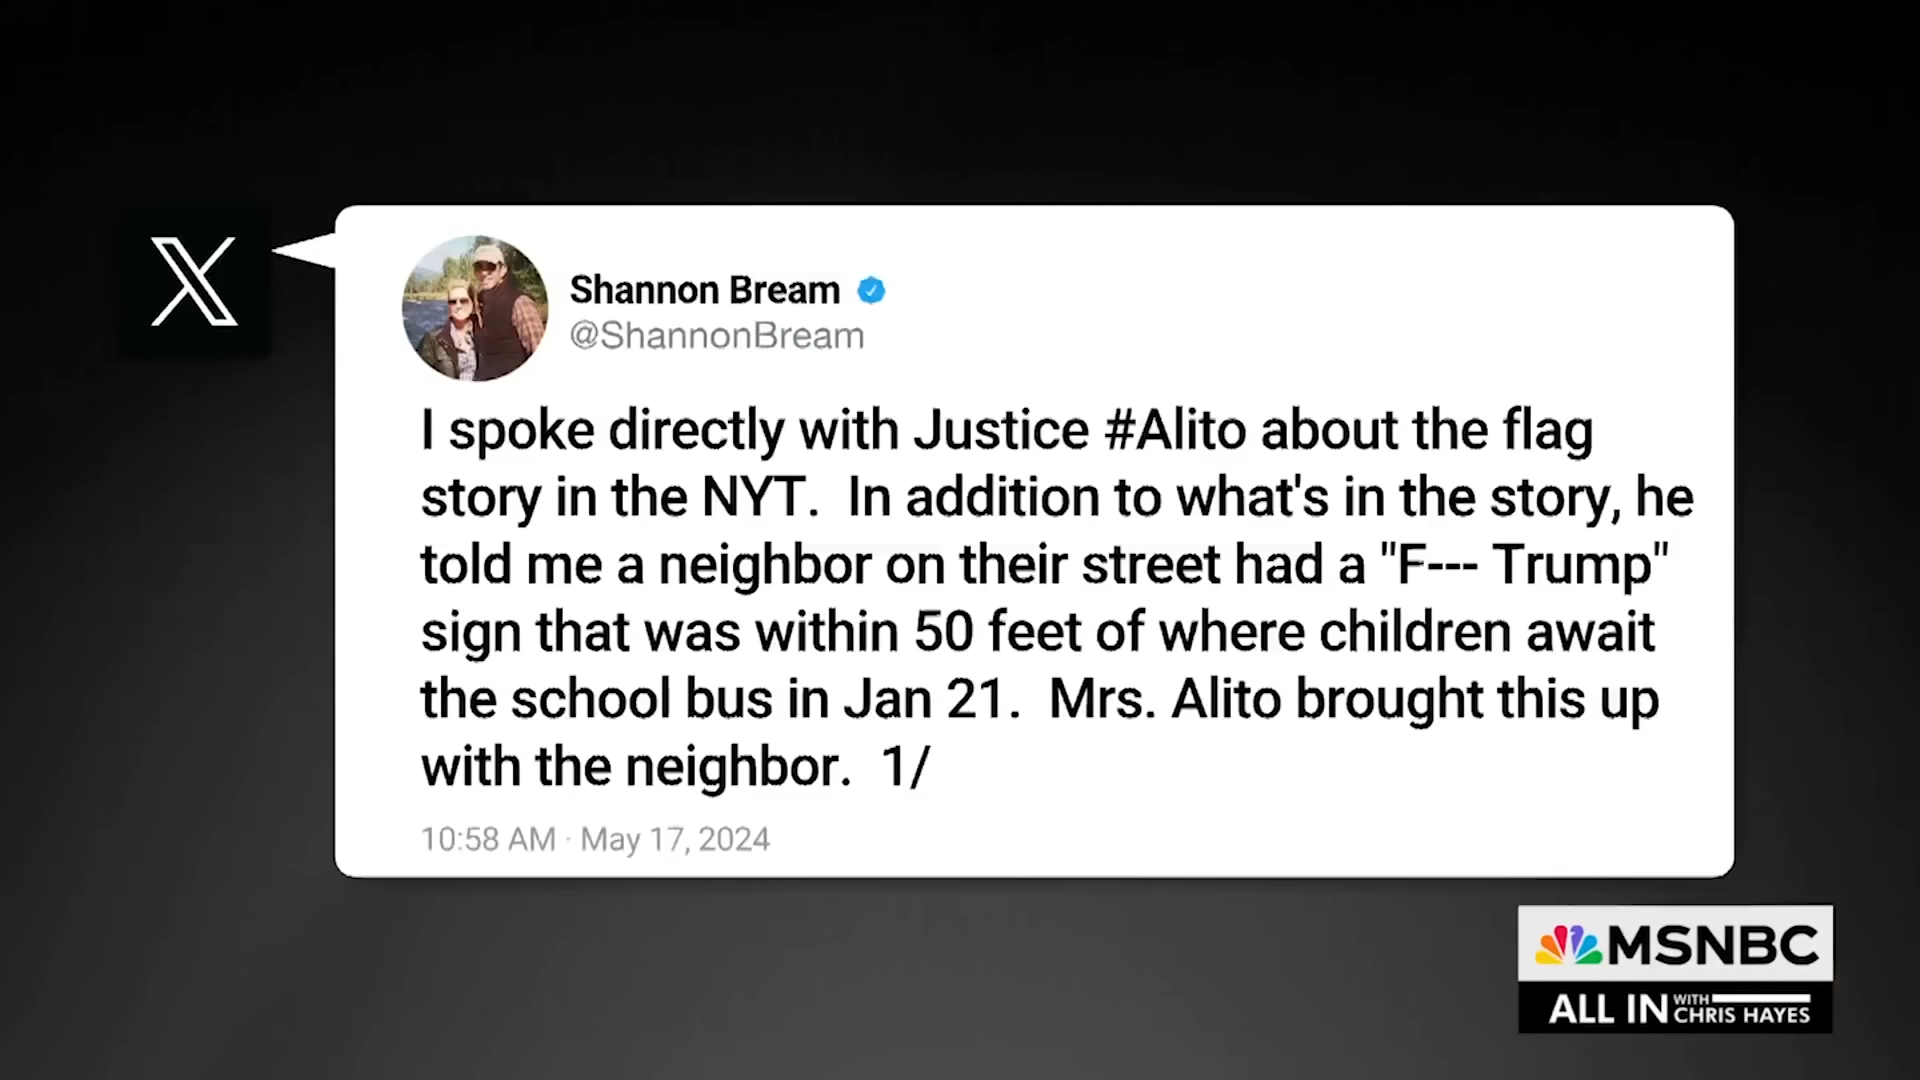 X
Shannon Bream
@ShannonBream
I spoke directly with Justice #Alito about the flag
story in the NYT.  In addition to what's in the story, he
told me a neighbor on their street had a "F--- Trump"
sign that was within 50 feet of where children await
the school bus in Jan 21.  Mrs. Alito brought this up
with the neighbor.  1/
10:58 AM · May 17, 2024
MSNBC
ALL IN WITH CHRIS HAYES